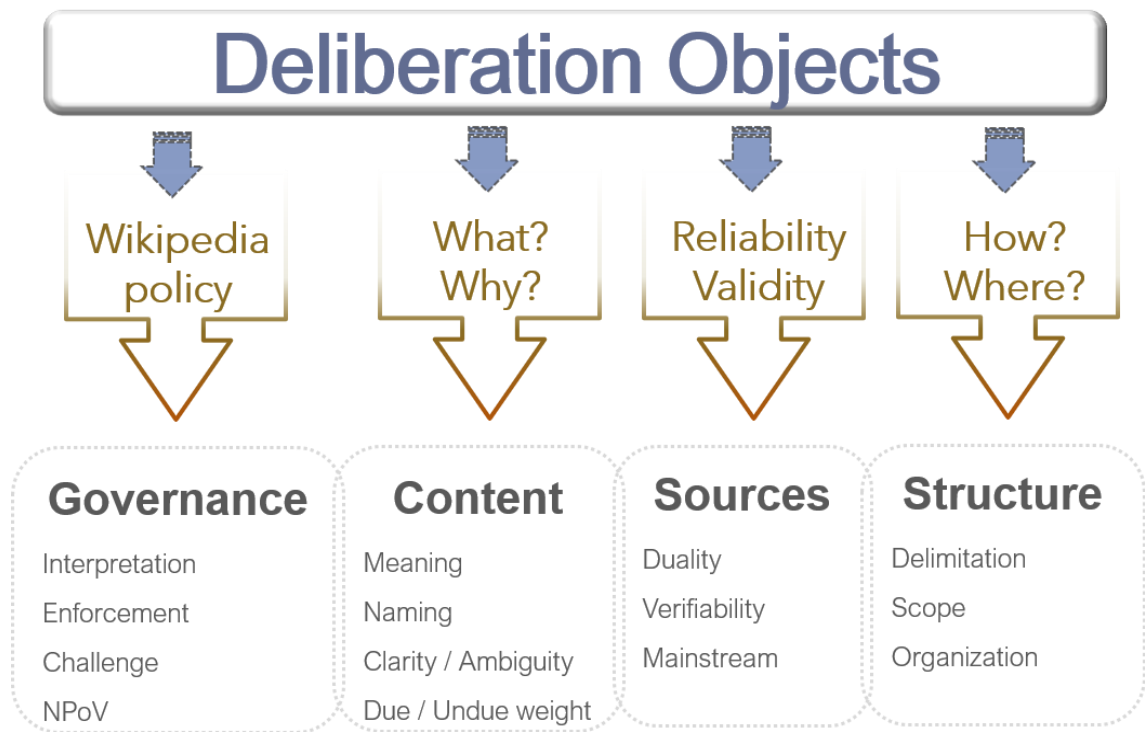 Deliberation Objects
Wikipedia
policy
What?
Why?
Reliability
Validity
How?
Where?
Governance
Interpretation
Enforcement
Challenge
NPoV
Content
Meaning
Naming
Clarity / Ambiguity
Due / Undue weight
Sources
Duality
Verifiability
Mainstream
Structure
Delimitation
Scope
Organization